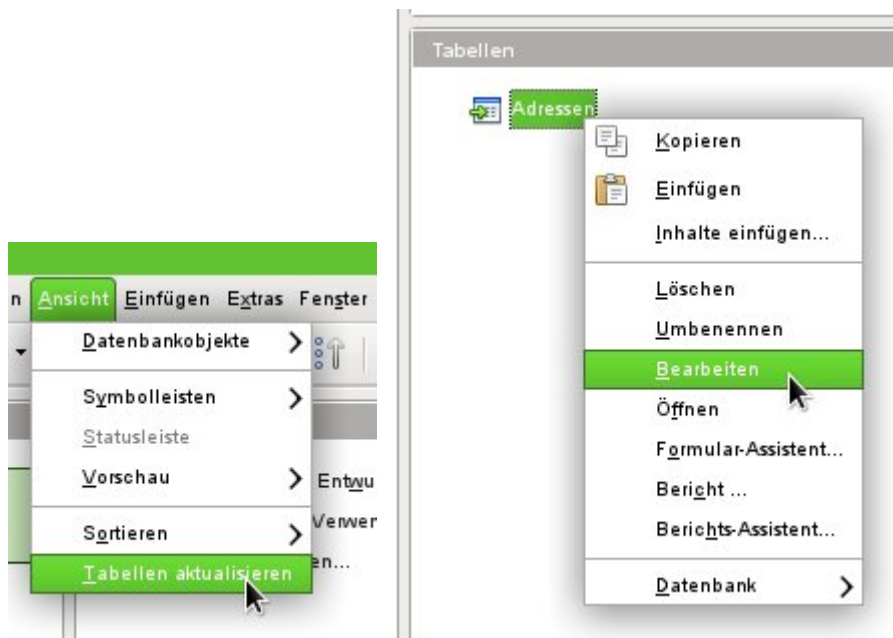 n Ansicht Einfügen Extras Fenster
Datenbankobjekte
Symbolleisten
Statusleiste
Vorschau
Entwu
Sortieren
Verwen
Tabellen aktualisieren
en...
Tabellen
Adressen
Kopieren
Einfügen
Inhalte einfügen...
Löschen
Umbenennen
Bearbeiten
Öffnen
Formular-Assistent...
Bericht ...
Berichts-Assistent...
Datenbank